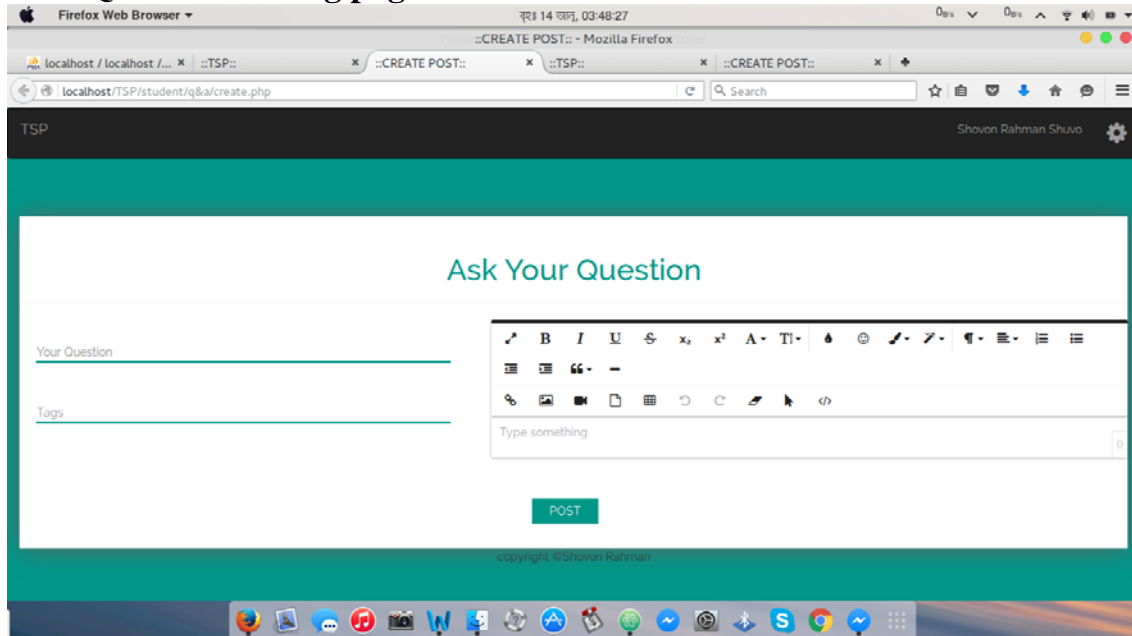 Firefox Web Browser
বৃহঃ 14 জানু, 03:48:27
::CREATE POST:: - Mozilla Firefox
localhost / localhost /... × ::TSP:: × ::CREATE POST:: × ::TSP:: × ::CREATE POST:: ×
localhost/TSP/student/q&a/create.php
Search
TSP
Shovon Rahman Shuvo
Ask Your Question
Your Question
Tags
Type something
0
POST
copyright ©Shovon Rahman